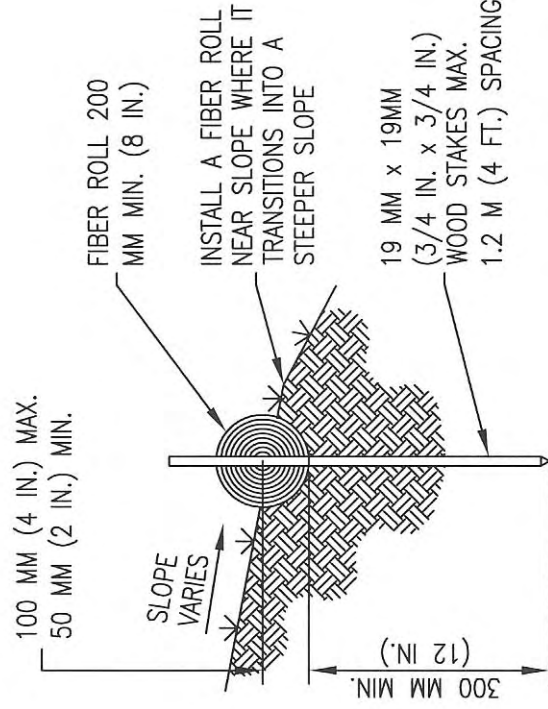 100 MM (4 IN.) MAX.
50 MM (2 IN.) MIN.
SLOPE
VARIES
300 MM MIN.
(12 IN.)
FIBER ROLL 200
MM MIN. (8 IN.)
INSTALL A FIBER ROLL
NEAR SLOPE WHERE IT
TRANSITIONS INTO A
STEEPER SLOPE
19 MM x 19MM
(3/4 IN. x 3/4 IN.)
WOOD STAKES MAX.
1.2 M (4 FT.) SPACING